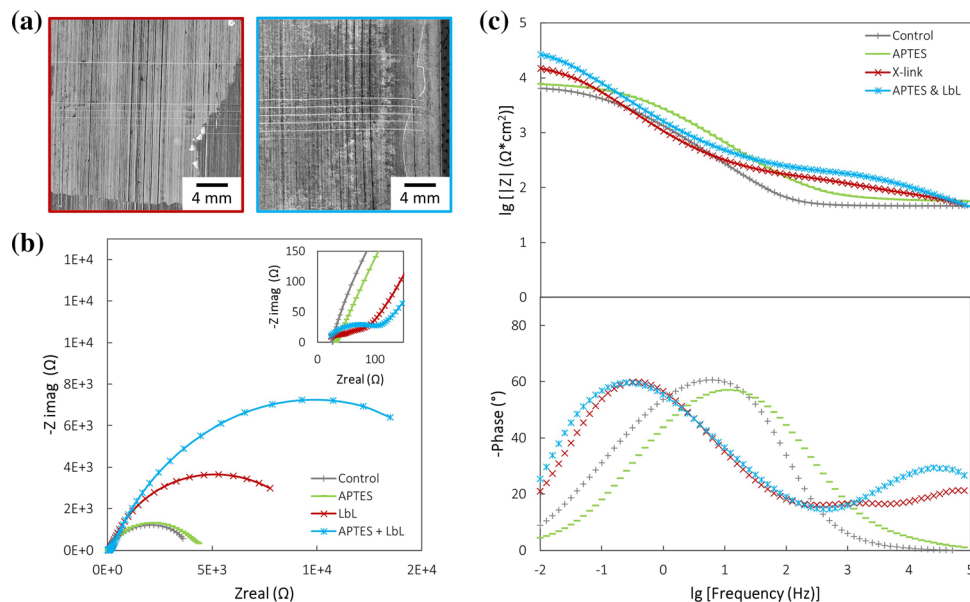 (a)
4 mm
4 mm
(b)
-Z imag (Ω)
1E+4
1E+4
1E+4
8E+3
6E+3
4E+3
2E+3
0E+0
0E+0
5E+3
1E+4
2E+4
Zreal (Ω)
-Z imag (Ω)
150
100
50
0
0
100
Zreal (Ω)
Control
APTES
LbL
APTES + LbL
(c)
lg [|Z| (Ω*cm²)]
5
4
3
2
1
0
Control
APTES
X-link
APTES & LbL
-Phase (°)
80
60
40
20
0
-2
-1
0
1
2
3
4
5
lg [Frequency (Hz)]